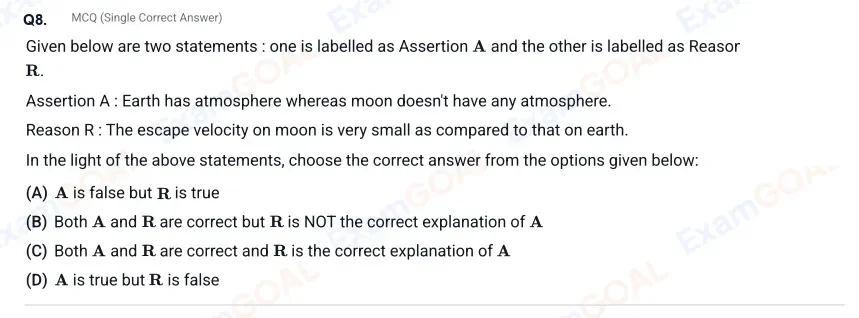 Q8. MCQ (Single Correct Answer)
Given below are two statements : one is labelled as Assertion A and the other is labelled as Reasor
R.
Assertion A : Earth has atmosphere whereas moon doesn't have any atmosphere.
Reason R : The escape velocity on moon is very small as compared to that on earth.
In the light of the above statements, choose the correct answer from the options given below:
(A) A is false but R is true
(B) Both A and R are correct but R is NOT the correct explanation of A
(C) Both A and R are correct and R is the correct explanation of A
(D) A is true but R is false